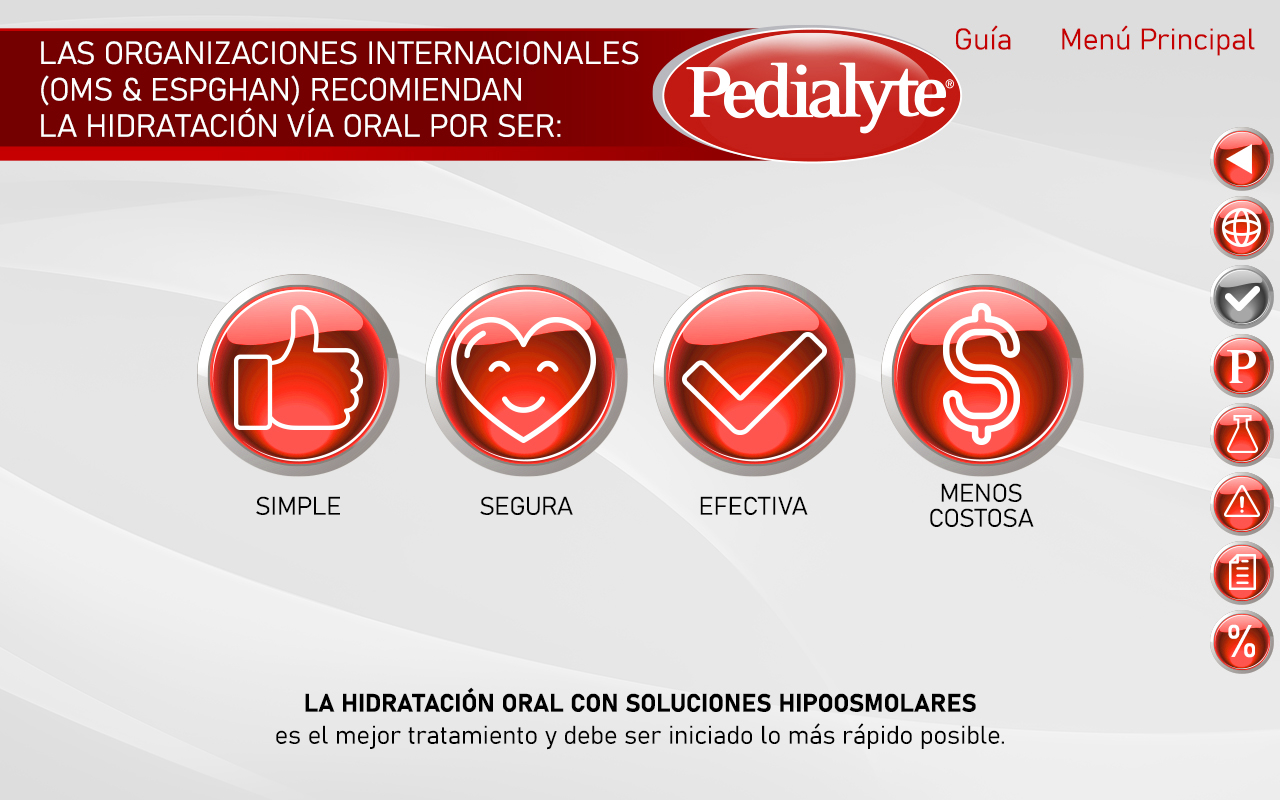 LAS ORGANIZACIONES INTERNACIONALES
(OMS & ESPGHAN) RECOMIENDAN
LA HIDRATACIÓN VÍA ORAL POR SER:
Pedialyte®
Guía
Menú Principal
P
%
SIMPLE
SEGURA
EFECTIVA
MENOS
COSTOSA
LA HIDRATACIÓN ORAL CON SOLUCIONES HIPOOSMOLARES
es el mejor tratamiento y debe ser iniciado lo más rápido posible.